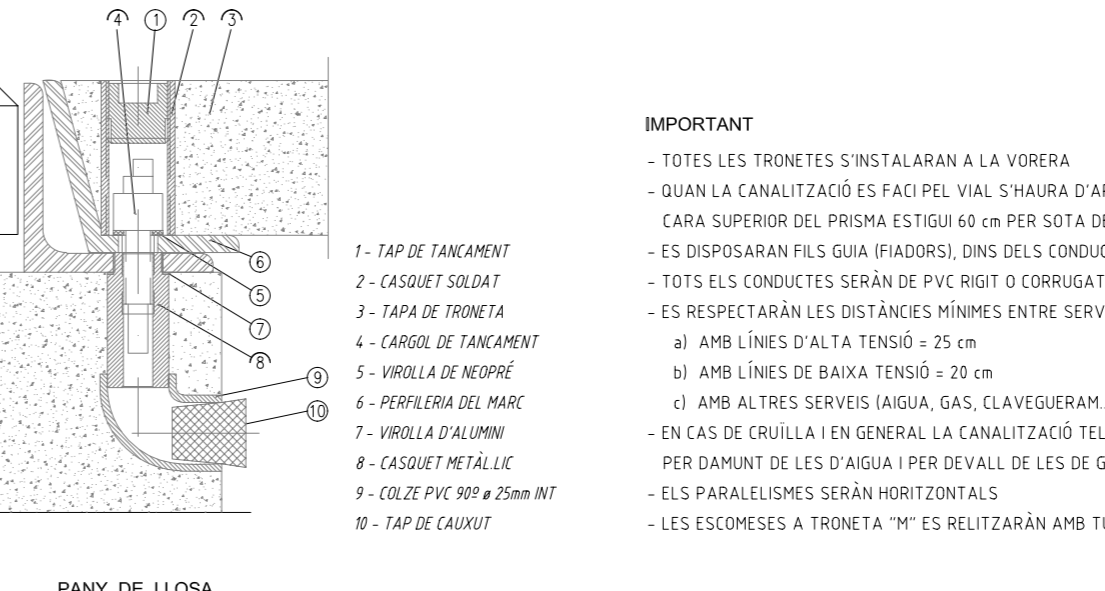 4 1 2 3
6
5
7
8
9
10
1 - TAP DE TANCAMENT
2 - CASQUET SOLDAT
3 - TAPA DE TRONETA
4 - CARGOL DE TANCAMENT
5 - VIROLLA DE NEOPRÉ
6 - PERFILERIA DEL MARC
7 - VIROLLA D'ALUMINI
8 - CASQUET METÀL.LIC
9 - COLZE PVC 90º ø 25mm INT
10 - TAP DE CAUXUT
PANY DE LLOSA
IMPORTANT
- TOTES LES TRONETES S'INSTALARAN A LA VORERA
- QUAN LA CANALITZACIÓ ES FACI PEL VIAL S'HAURA
CARA SUPERIOR DEL PRISMA ESTIGUI 60 cm PER SOTA
- ES DISPOSARAN FILS GUIA (FIADORS), DINS DELS
- TOTS ELS CONDUCTES SERÀN DE PVC RIGIT O CORRUGAT
- ES RESPECTARÀN LES DISTÀNCIES MÍNIMES ENTRE
a) AMB LÍNIES D'ALTA TENSIÓ = 25 cm
b) AMB LÍNIES DE BAIXA TENSIÓ = 20 cm
c) AMB ALTRES SERVEIS (AIGUA, GAS, CLAVEGUERAM..
- EN CAS DE CRUÏLLA I EN GENERAL LA CANALITZACIÓ
PER DAMUNT DE LES D'AIGUA I PER DEVALL DE LES DE
- ELS PARALELISMES SERÀN HORITZONTALS
- LES ESCOMESES A TRONETA "M" ES RELITZARÀN AMB